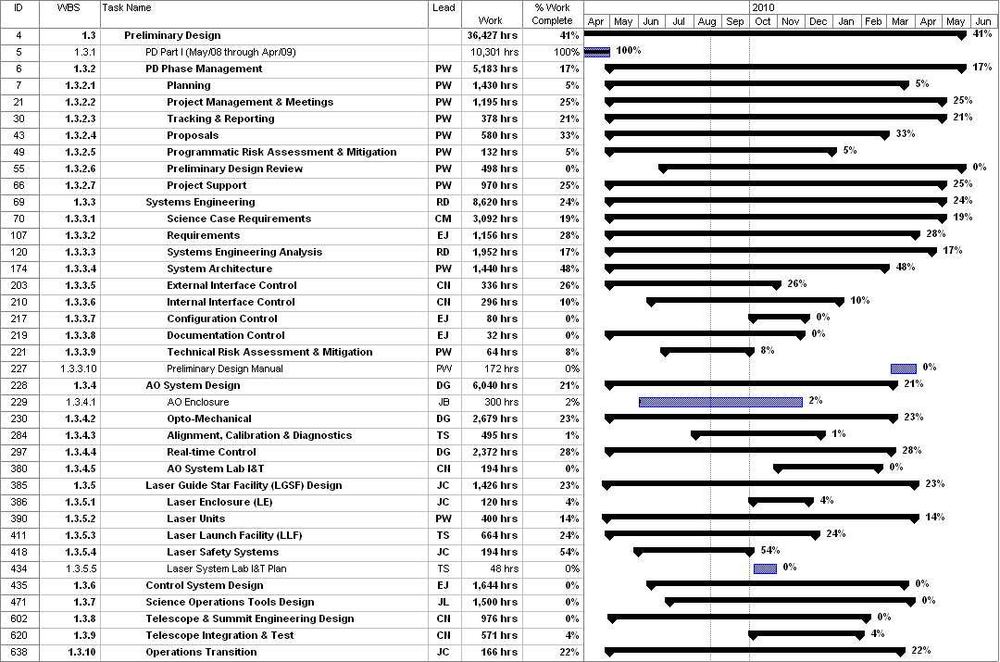 ID WBS Task Name Lead Work % Work Complete 2010
Apr May Jun Jul Aug Sep Oct Nov Dec Jan Feb Mar Apr May Jun
4 1.3 Preliminary Design 36,427 hrs 41% 41%
5 1.3.1 PD Part I (May/08 through Apr/09) 10,301 hrs 100% 100%
6 1.3.2 PD Phase Management PW 5,183 hrs 17% 17%
7 1.3.2.1 Planning PW 1,430 hrs 5% 5%
21 1.3.2.2 Project Management & Meetings PW 1,195 hrs 25% 25%
30 1.3.2.3 Tracking & Reporting PW 378 hrs 21% 21%
43 1.3.2.4 Proposals PW 580 hrs 33% 33%
49 1.3.2.5 Programmatic Risk Assessment & Mitigation PW 132 hrs 5% 5%
55 1.3.2.6 Preliminary Design Review PW 498 hrs 0% 0%
66 1.3.2.7 Project Support PW 970 hrs 25% 25%
69 1.3.3 Systems Engineering RD 8,620 hrs 24% 24%
70 1.3.3.1 Science Case Requirements CM 3,092 hrs 19% 19%
107 1.3.3.2 Requirements EJ 1,156 hrs 28% 28%
120 1.3.3.3 Systems Engineering Analysis RD 1,952 hrs 17% 17%
174 1.3.3.4 System Architecture PW 1,440 hrs 48% 48%
203 1.3.3.5 External Interface Control CN 336 hrs 26% 26%
210 1.3.3.6 Internal Interface Control CN 296 hrs 10% 10%
217 1.3.3.7 Configuration Control EJ 80 hrs 0% 0%
219 1.3.3.8 Documentation Control EJ 32 hrs 0% 0%
221 1.3.3.9 Technical Risk Assessment & Mitigation PW 64 hrs 8% 8%
227 1.3.3.10 Preliminary Design Manual PW 172 hrs 0% 0%
228 1.3.4 AO System Design DG 6,040 hrs 21% 21%
229 1.3.4.1 AO Enclosure JB 300 hrs 2% 2%
230 1.3.4.2 Opto-Mechanical DG 2,679 hrs 23% 23%
284 1.3.4.3 Alignment, Calibration & Diagnostics TS 495 hrs 1% 1%
297 1.3.4.4 Real-time Control DG 2,372 hrs 28% 28%
380 1.3.4.5 AO System Lab I&T CN 194 hrs 0% 0%
385 1.3.5 Laser Guide Star Facility (LGSF) Design JC 1,426 hrs 23% 23%
386 1.3.5.1 Laser Enclosure (LE) JC 120 hrs 4% 4%
390 1.3.5.2 Laser Units PW 400 hrs 14% 14%
411 1.3.5.3 Laser Launch Facility (LLF) TS 664 hrs 24% 24%
418 1.3.5.4 Laser Safety Systems JC 194 hrs 54% 54%
434 1.3.5.5 Laser System Lab I&T Plan TS 48 hrs 0% 0%
435 1.3.6 Control System Design EJ 1,644 hrs 0% 0%
471 1.3.7 Science Operations Tools Design JL 1,500 hrs 0% 0%
602 1.3.8 Telescope & Summit Engineering Design CN 976 hrs 0% 0%
620 1.3.9 Telescope Integration & Test CN 571 hrs 4% 4%
638 1.3.10 Operations Transition JC 166 hrs 22% 22%